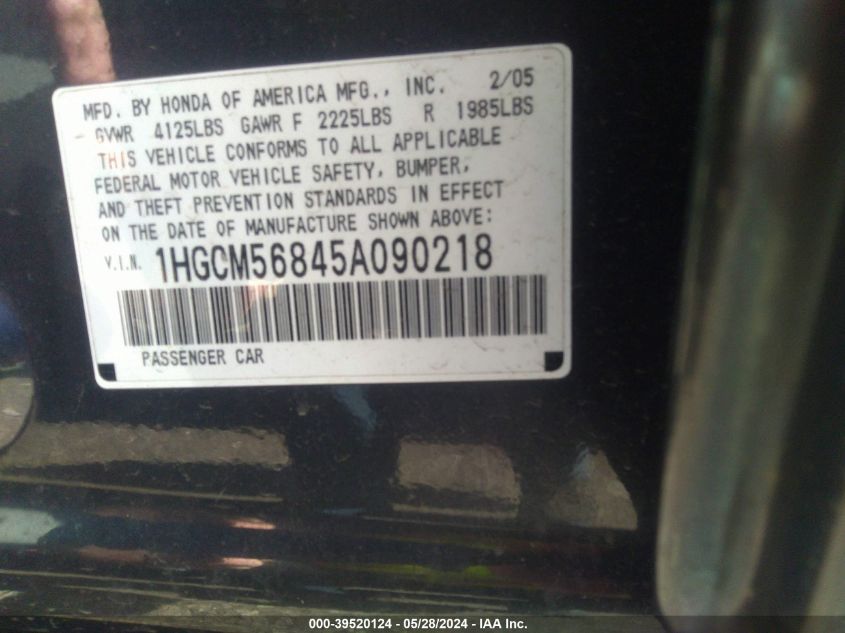 MFD. BY HONDA OF AMERICA MFG., INC. 2/05
GVWR 4125LBS GAWR F 2225LBS R 1985LBS
THIS VEHICLE CONFORMS TO ALL APPLICABLE
FEDERAL MOTOR VEHICLE SAFETY, BUMPER,
AND THEFT PREVENTION STANDARDS IN EFFECT
ON THE DATE OF MANUFACTURE SHOWN ABOVE:
V.I.N. 1HGCM56845A090218
PASSENGER CAR
000-39520124 - 05/28/2024 - IAA Inc.